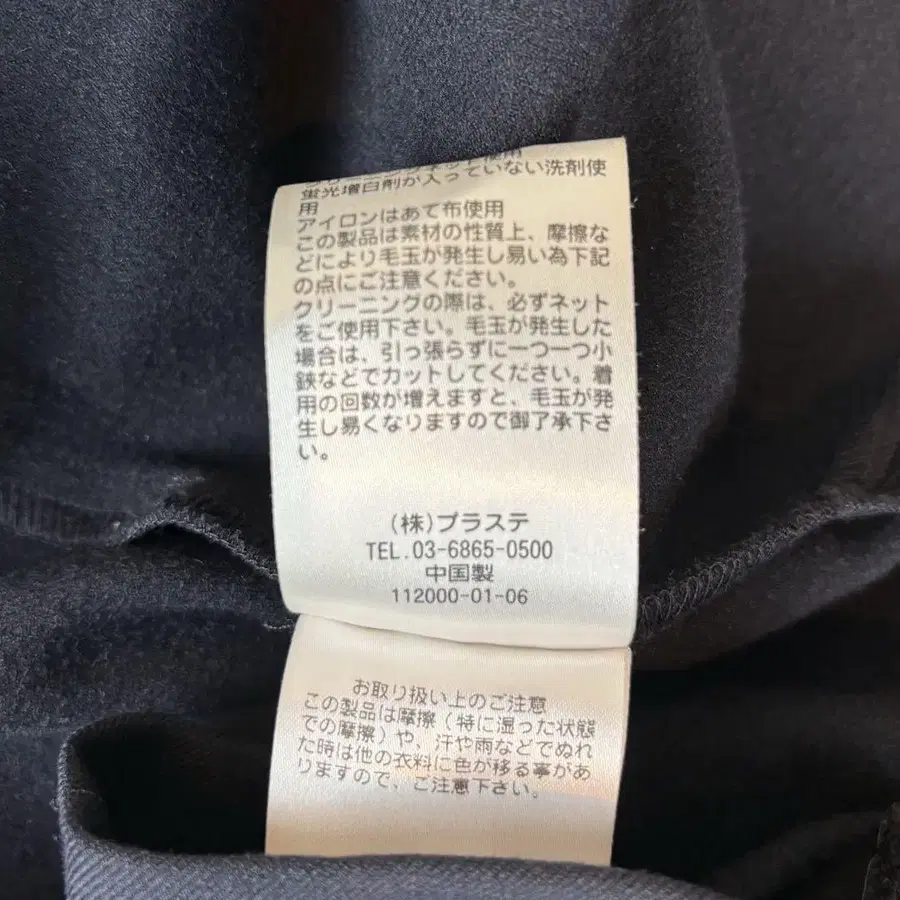 クリーニングネット使用
蛍光増白剤が入っていない洗剤使
用
アイロンはあて布使用
この製品は素材の性質上、摩擦な
どにより毛玉が発生し易い為下記
の点にご注意ください。
クリーニングの際は、必ずネット
をご使用下さい。毛玉が発生した
場合は、引っ張らずに一つ一つ小
鋏などでカットしてください。着
用の回数が増えますと、毛玉が発
生し易くなりますので御了承下さ
い。
(株)プラステ
TEL.03-6865-0500
中国製
112000-01-06
お取り扱い上のご注意
この製品は摩擦(特に湿った状態
での摩擦)や、汗や雨などでぬれ
た時は他の衣料に色が移る事があ
りますので、ご注意下さい。